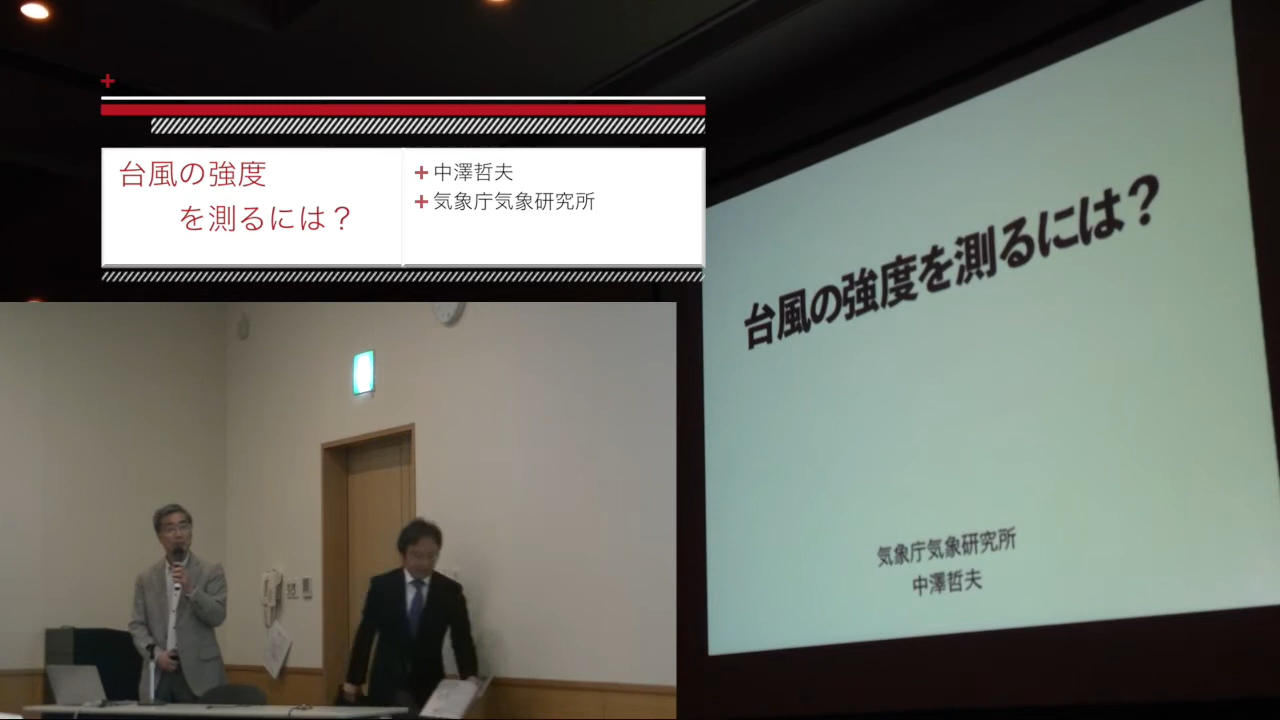 台風の強度
を測るには？
中澤哲夫
気象庁気象研究所
台風の強度を測るには？
気象庁気象研究所
中澤哲夫